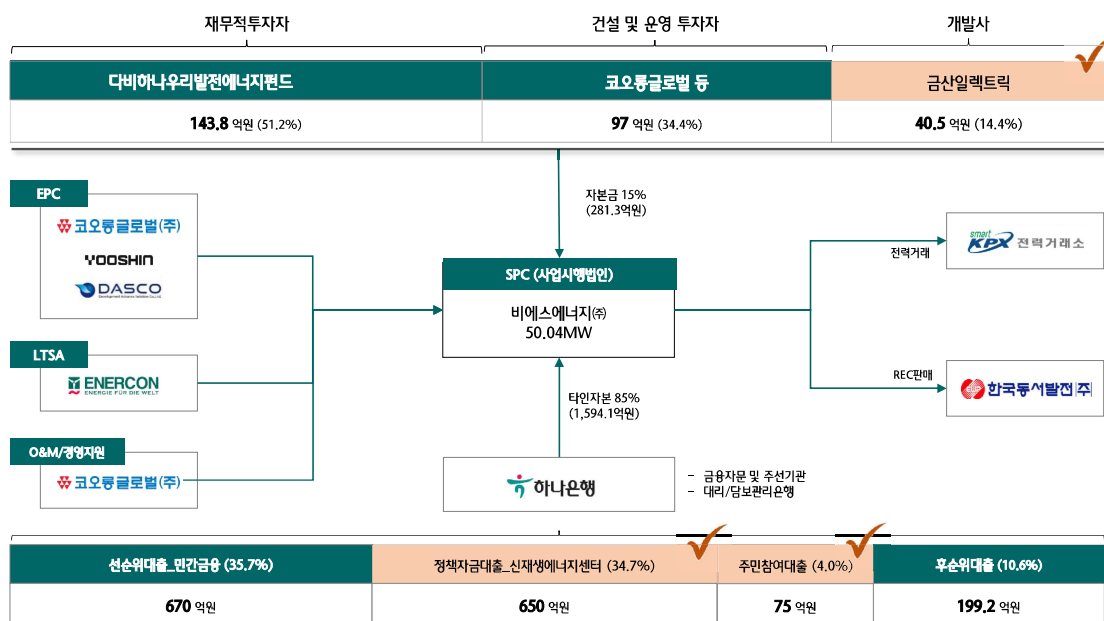 재무적투자자
건설 및 운영 투자자
개발사
다비하나우리발전에너지펀드
코오롱글로벌 등
금산일렉트릭
143.8 억원 (51.2%)
97 억원 (34.4%)
40.5 억원 (14.4%)
자본금 15%
(281.3억원)
EPC
코오롱글로벌(주)
YOOSHIN
DASCO
LTSA
ENERCON
ENERGIE FÜR DIE WELT
O&M/경영지원
코오롱글로벌(주)
SPC (사업시행법인)
비에스에너지㈜
50.04MW
타인자본 85%
(1,594.1억원)
하나은행
- 금융자문 및 주선기관
- 대리/담보관리은행
전력거래
smart
KPX 전력거래소
REC판매
한국동서발전(주)
선순위대출_민간금융 (35.7%)
정책자금대출_신재생에너지센터 (34.7%)
주민참여대출 (4.0%)
후순위대출 (10.6%)
670 억원
650 억원
75 억원
199.2 억원